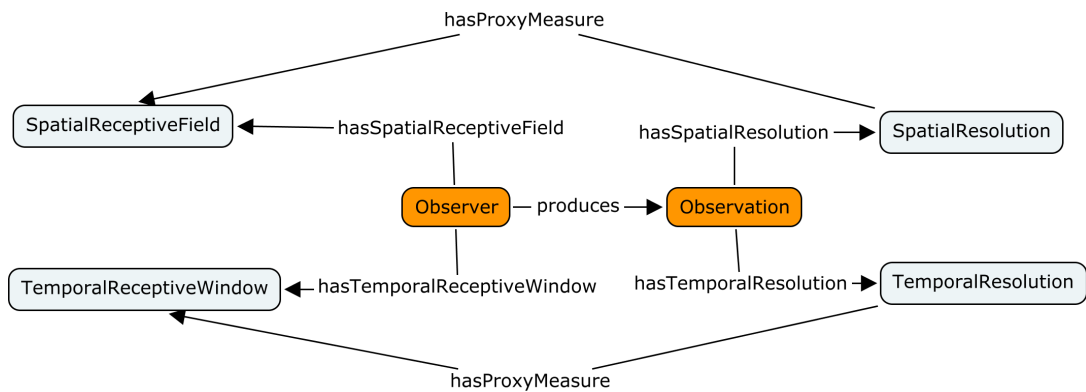 hasProxyMeasure
SpatialReceptiveField
hasSpatialReceptiveField
hasSpatialResolution
SpatialResolution
Observer
produces
Observation
TemporalReceptiveWindow
hasTemporalReceptiveWindow
hasTemporalResolution
TemporalResolution
hasProxyMeasure